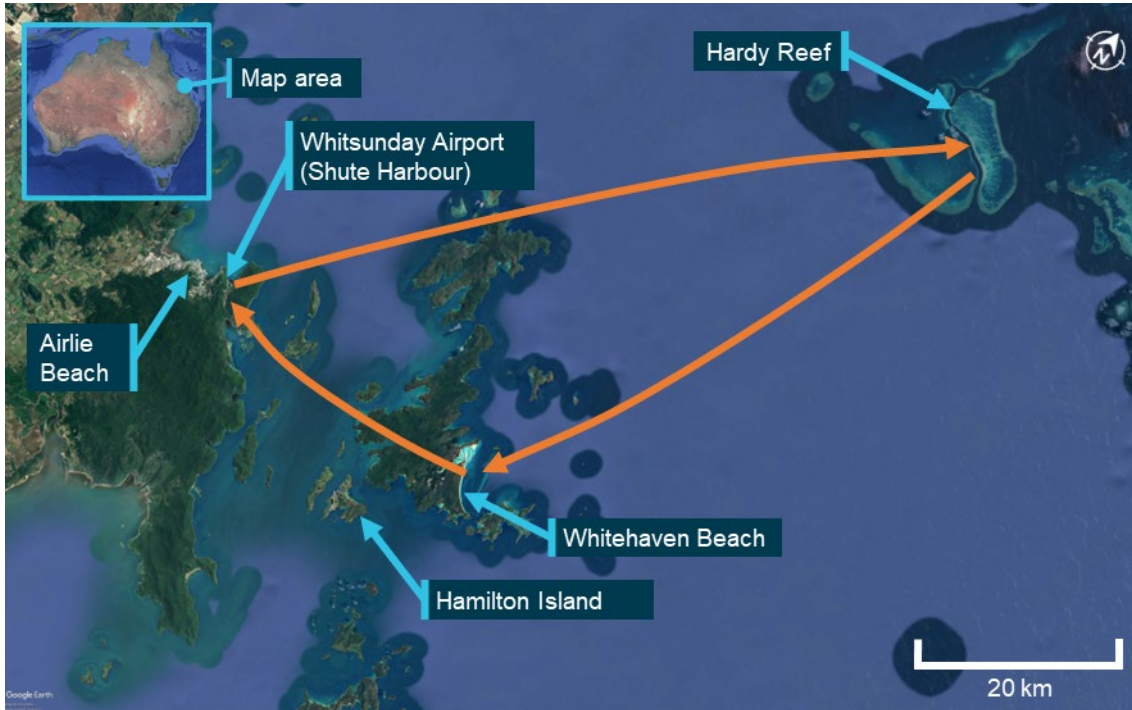 Map area
Whitsunday Airport
(Shute Harbour)
Hardy Reef
N
Airlie
Beach
Whitehaven Beach
Hamilton Island
20 km
Google Earth